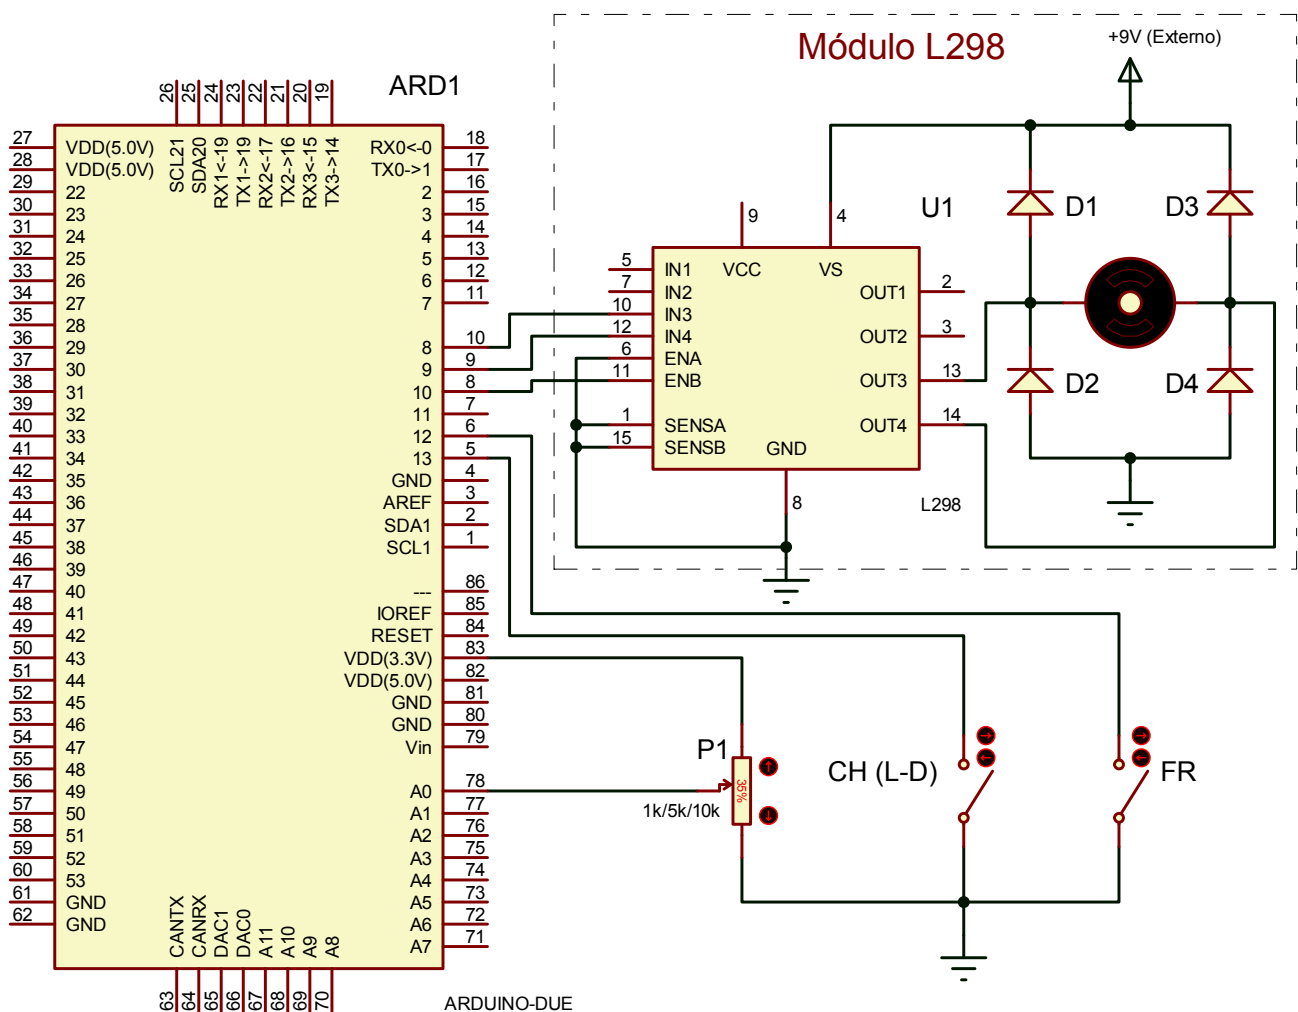 Módulo L298
+9V (Externo)
ARD1
26 25 24 23 22 21 20 19
SCL21 SDA20 RX1<-19 TX1->19 RX2<-17 TX2->16 RX3<-15 TX3->14
27 VDD(5.0V) RX0<-0 18
28 VDD(5.0V) TX0->1 17
29 22 2 16
30 23 3 15
31 24 4 14
32 25 5 13
33 26 6 12
34 27 7 11
35 28
36 29 8 10
37 30 9 9
38 31 10 8
39 32 11 7
40 33 12 6
41 34 13 5
42 35 GND 4
43 36 AREF 3
44 37 SDA1 2
45 38 SCL1 1
46 39
47 40 --- 86
48 41 IOREF 85
49 42 RESET 84
50 43 VDD(3.3V) 83
51 44 VDD(5.0V) 82
52 45 GND 81
53 46 GND 80
54 47 Vin 79
55 48
56 49 A0 78
57 50 A1 77
58 51 A2 76
59 52 A3 75
60 53 A4 74
61 GND A5 73
62 GND A6 72
A7 71
CANTX CANRX DAC1 DAC0 A11 A10 A9 A8
63 64 65 66 67 68 69 70
ARDUINO-DUE
U1
9 4
VCC VS
5 IN1
7 IN2
10 IN3
12 IN4
6 ENA
11 ENB
1 SENSA
15 SENSB
OUT1 2
OUT2 3
OUT3 13
OUT4 14
GND
8
L298
D1
D3
D2
D4
P1
35%
1k/5k/10k
CH (L-D)
FR